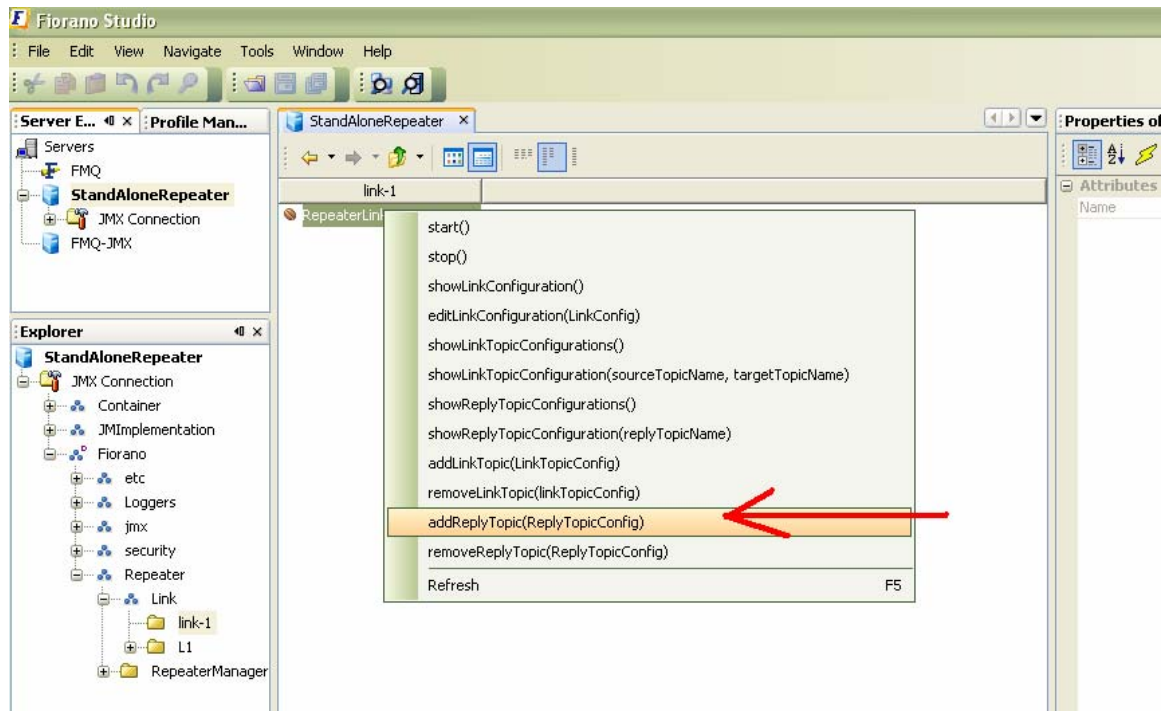 Fiorano Studio
File Edit View Navigate Tools Window Help
Server E... Profile Man...
Servers
FMQ
StandAloneRepeater
JMX Connection
FMQ-JMX
Explorer
StandAloneRepeater
JMX Connection
Container
JMImplementation
Fiorano
etc
Loggers
jmx
security
Repeater
Link
link-1
L1
RepeaterManager
StandAloneRepeater
link-1
RepeaterLink
start()
stop()
showLinkConfiguration()
editLinkConfiguration(LinkConfig)
showLinkTopicConfigurations()
showLinkTopicConfiguration(sourceTopicName, targetTopicName)
showReplyTopicConfigurations()
showReplyTopicConfiguration(replyTopicName)
addLinkTopic(LinkTopicConfig)
removeLinkTopic(linkTopicConfig)
addReplyTopic(ReplyTopicConfig)
removeReplyTopic(ReplyTopicConfig)
Refresh F5
Properties of
Attributes
Name